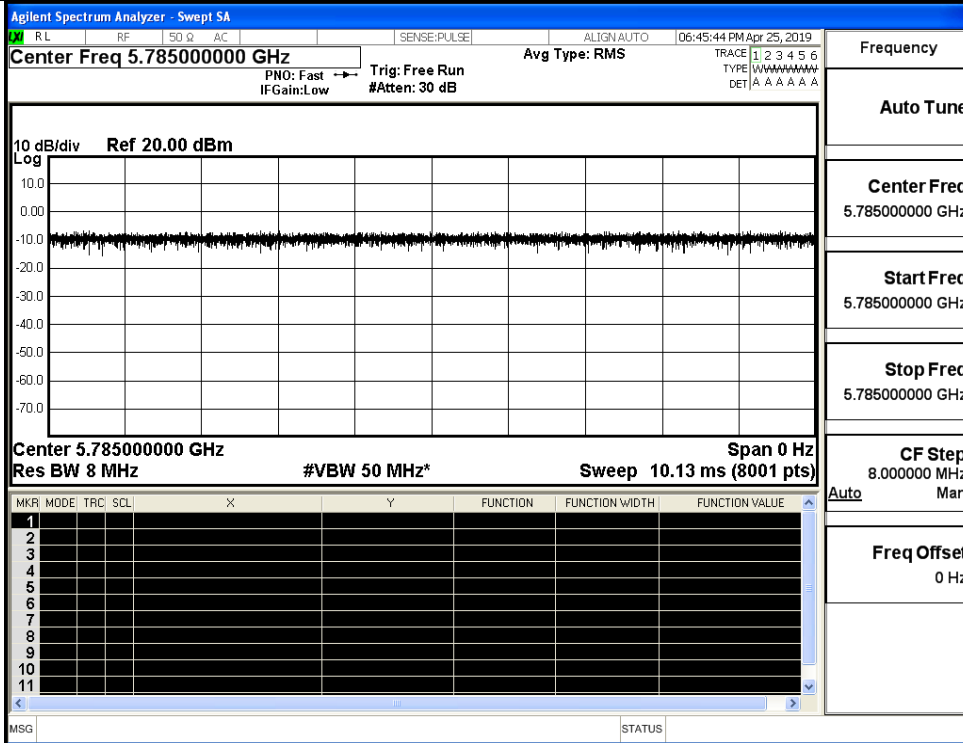 Agilent Spectrum Analyzer - Swept SA
LXI RL RF 50 Ω AC SENSE:PULSE ALIGN AUTO 06:45:44 PM Apr 25, 2019
Center Freq 5.785000000 GHz
PNO: Fast
IFGain:Low
Trig: Free Run
#Atten: 30 dB
Avg Type: RMS
TRACE 1 2 3 4 5 6
TYPE WWWWWW
DET A A A A A A
10 dB/div Ref 20.00 dBm
Log
10.0
0.00
-10.0
-20.0
-30.0
-40.0
-50.0
-60.0
-70.0
Center 5.785000000 GHz Span 0 Hz
Res BW 8 MHz #VBW 50 MHz* Sweep 10.13 ms (8001 pts)
MKR MODE TRC SCL X Y FUNCTION FUNCTION WIDTH FUNCTION VALUE
1
2
3
4
5
6
7
8
9
10
11
MSG STATUS
Frequency
Auto Tune
Center Freq
5.785000000 GHz
Start Freq
5.785000000 GHz
Stop Freq
5.785000000 GHz
CF Step
8.000000 MHz
Auto Man
Freq Offset
0 Hz